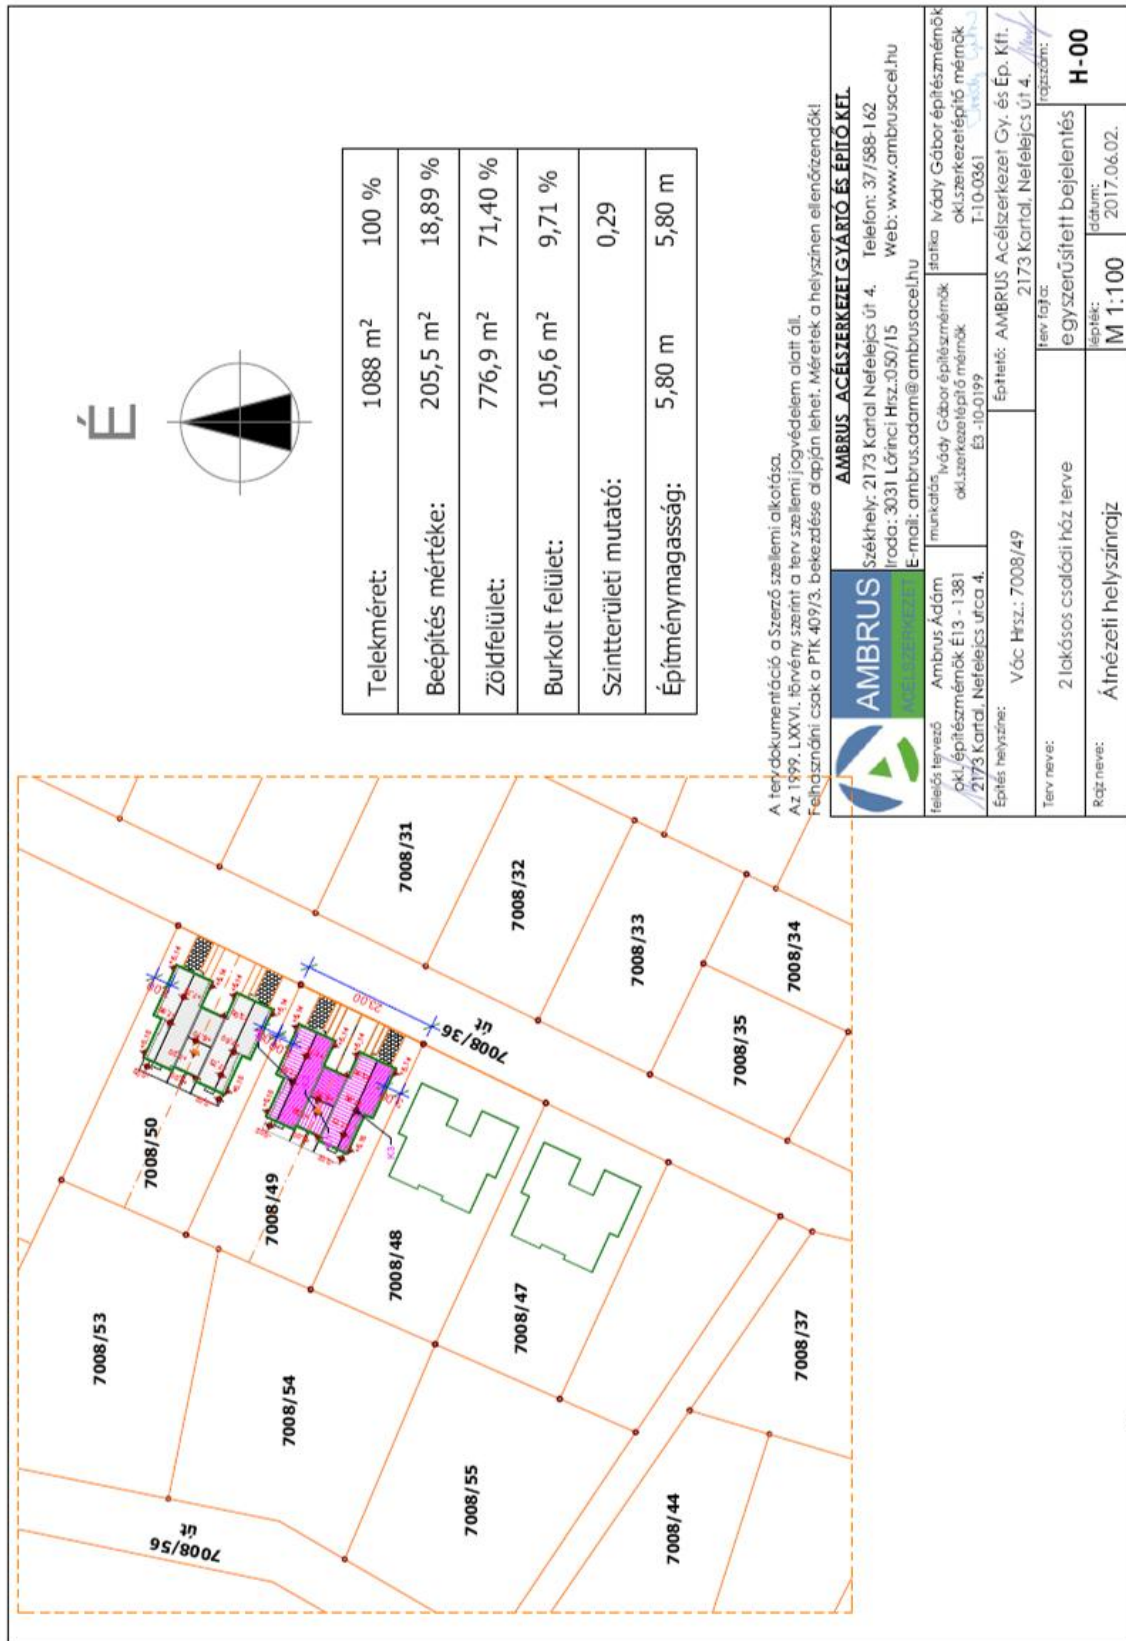 É
Telekméret: 1088 m² 100 %
Beépítés mértéke: 205,5 m² 18,89 %
Zöldfelület: 776,9 m² 71,40 %
Burkolt felület: 105,6 m² 9,71 %
Szintterületi mutató: 0,29
Építménymagasság: 5,80 m 5,80 m
7008/53
7008/50
7008/31
7008/49
7008/32
7008/54
7008/48
23,00
7008/36
út
7008/33
7008/55
7008/47
7008/35
7008/34
7008/56
út
7008/44
7008/37
A tervdokumentáció a Szerző szellemi alkotása.
Az 1999. LXXVI. törvény szerint a terv szellemi jogvédelem alatt áll.
Felhasználni csak a PTK 409/3. bekezdése alapján lehet. Méretek a helyszínen ellenőrizendők!
AMBRUS
ACÉLSZERKEZET
AMBRUS ACÉLSZERKEZET GYÁRTÓ ÉS ÉPÍTŐ KFT.
Székhely: 2173 Kartal Nefelejcs út 4. Telefon: 37/588-162
Iroda: 3031 Lőrinci Hrsz.:050/15 Web: www.ambrusacel.hu
E-mail: ambrus.adam@ambrusacel.hu
felelős tervező Ambrus Ádám
okl. építészmérnök É13 - 1381
2173 Kartal, Nefelejcs utca 4.
munkatárs Ivády Gábor építészmérnök
okl.szerkezetépítő mérnök
É3 -10-0199
statika Ivády Gábor építészmérnök
okl.szerkezetépítő mérnök
T-10-0361
Építés helyszíne: Vác Hrsz.: 7008/49
Építtető: AMBRUS Acélszerkezet Gy. és Ép. Kft.
2173 Kartal, Nefelejcs út 4.
Terv neve: 2 lakásos családi ház terve
terv fajta: egyszerűsített bejelentés
rajzszám: H-00
Rajz neve: Átnézeti helyszínrajz
lépték: M 1:100
dátum: 2017.06.02.